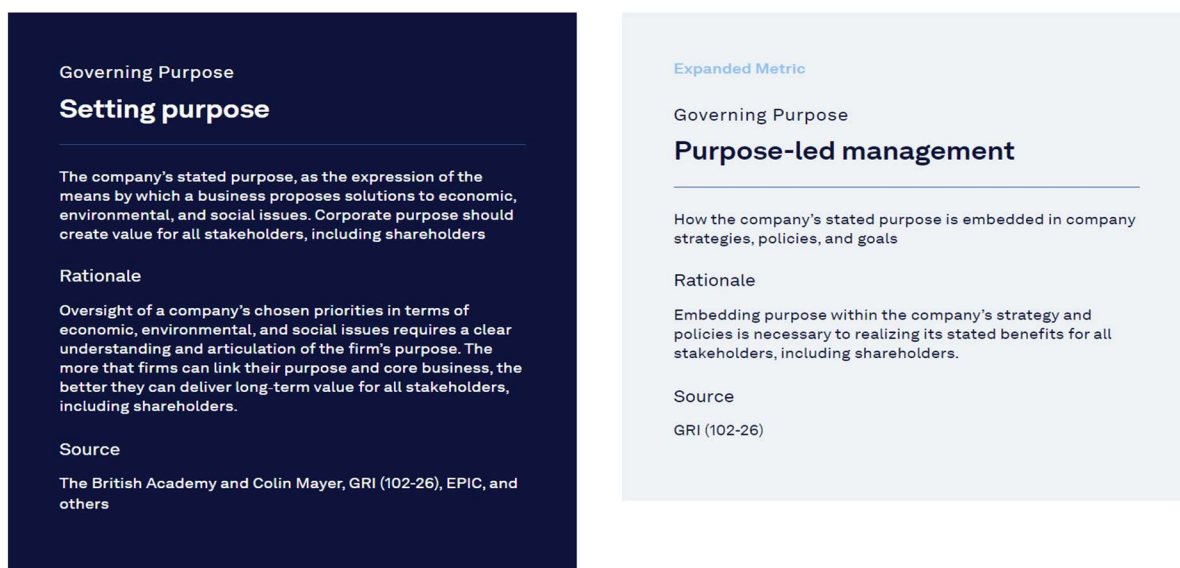 Governing Purpose
Setting purpose
The company’s stated purpose, as the expression of the
means by which a business proposes solutions to economic,
environmental, and social issues. Corporate purpose should
create value for all stakeholders, including shareholders
Rationale
Oversight of a company’s chosen priorities in terms of
economic, environmental, and social issues requires a clear
understanding and articulation of the firm’s purpose. The
more that firms can link their purpose and core business, the
better they can deliver long-term value for all stakeholders,
including shareholders.
Source
The British Academy and Colin Mayer, GRI (102-26), EPIC, and
others
Expanded Metric
Governing Purpose
Purpose-led management
How the company’s stated purpose is embedded in company
strategies, policies, and goals
Rationale
Embedding purpose within the company’s strategy and
policies is necessary to realizing its stated benefits for all
stakeholders, including shareholders.
Source
GRI (102-26)